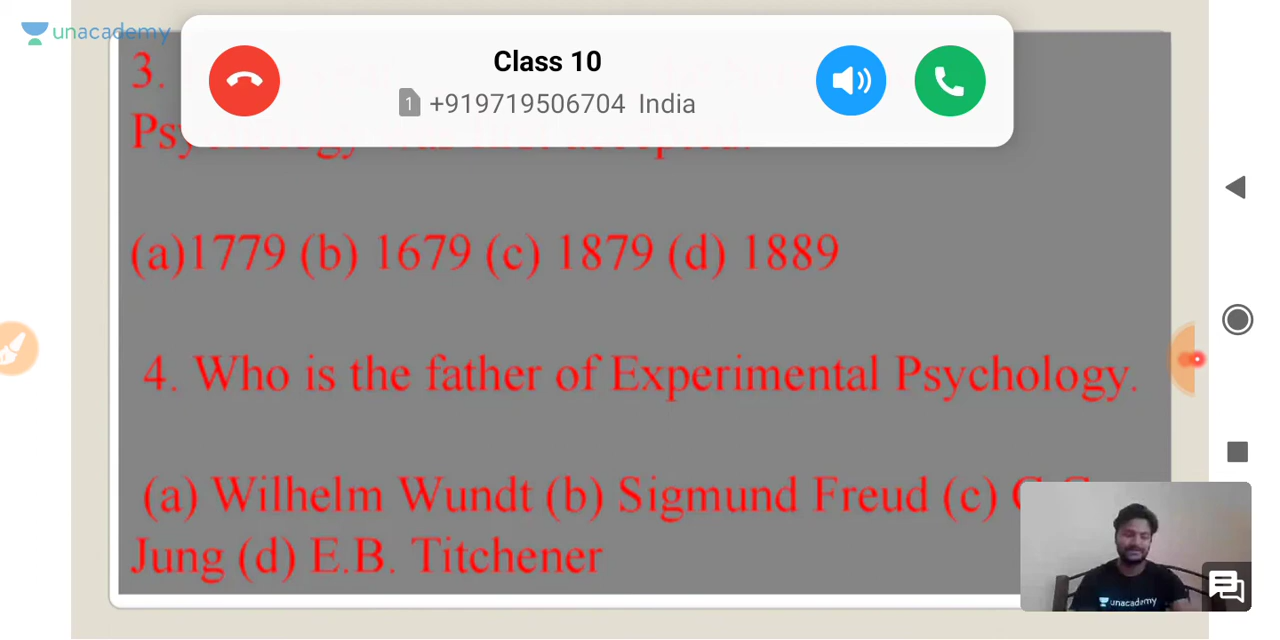 unacademy
Class 10
1 +919719506704 India
3.
(a)1779 (b) 1679 (c) 1879 (d) 1889
4. Who is the father of Experimental Psychology.
(a) Wilhelm Wundt (b) Sigmund Freud (c)
Jung (d) E.B. Titchener
unacademy